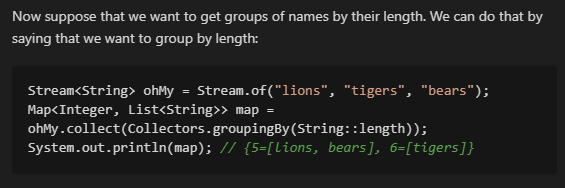 Now suppose that we want to get groups of names by their length. We can do that by
saying that we want to group by length:
Stream<String> ohMy = Stream.of("lions", "tigers", "bears");
Map<Integer, List<String>> map =
ohMy.collect(Collectors.groupingBy(String::length));
System.out.println(map); // {5=[lions, bears], 6=[tigers]}